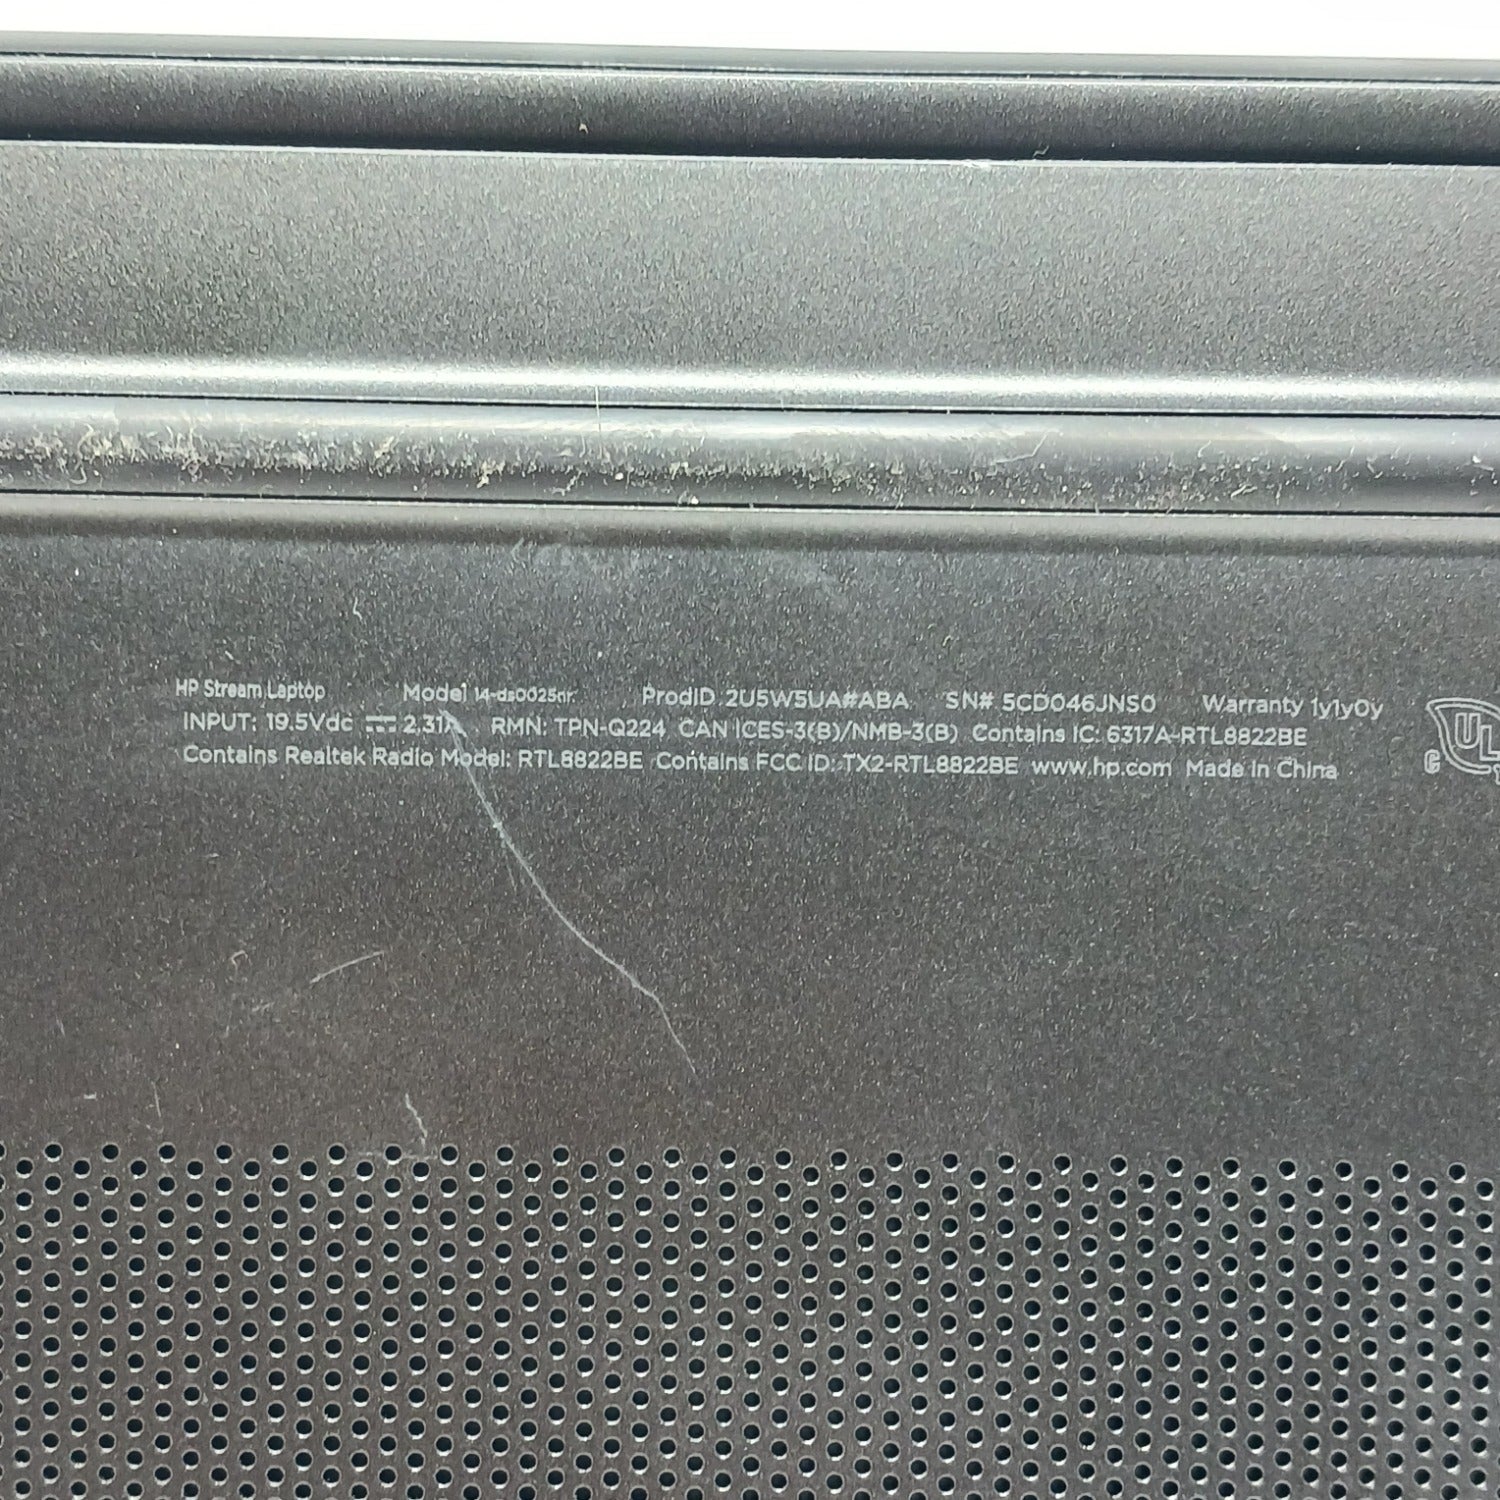 HP Stream Laptop Model 14-ds0025nr ProdID 2U5W5UA#ABA SN# 5CD046JNS0 Warranty 1y1y0y
INPUT: 19.5Vdc ⎓ 2.31A RMN: TPN-Q224 CAN ICES-3(B)/NMB-3(B) Contains IC: 6317A-RTL8822BE
Contains Realtek Radio Model: RTL8822BE Contains FCC ID: TX2-RTL8822BE www.hp.com Made in China
c UL